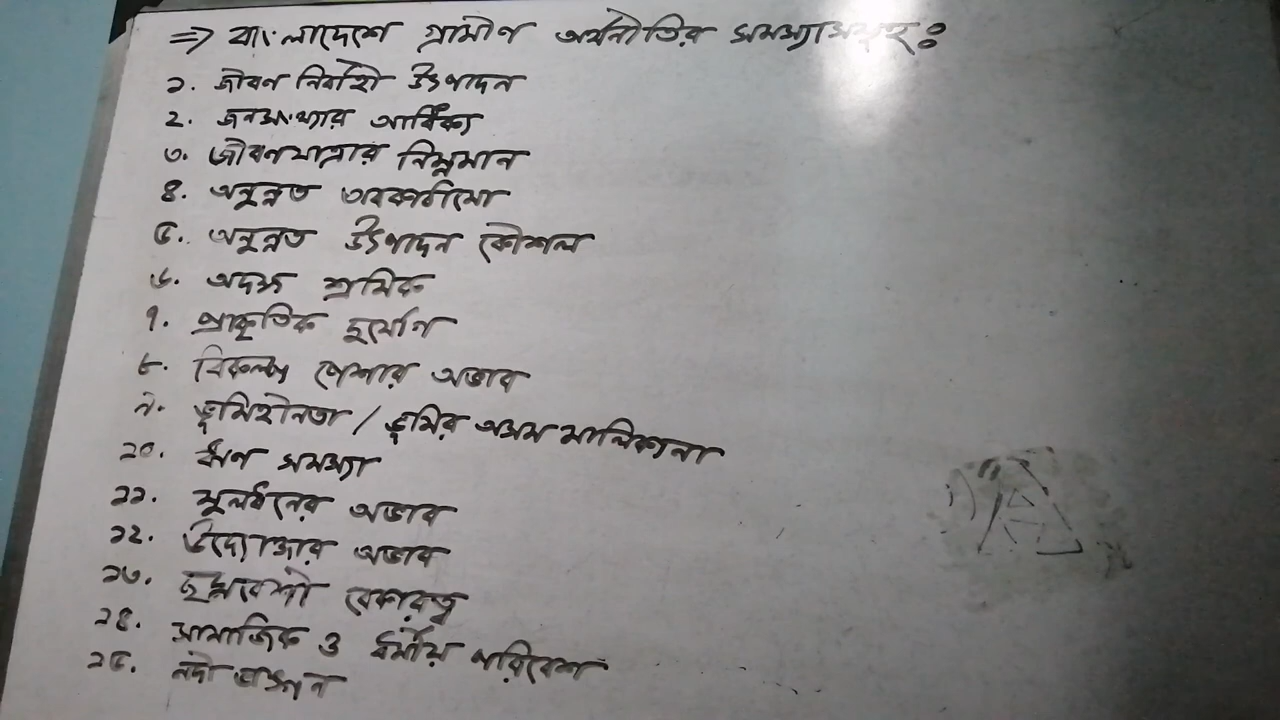 ⇒ বাংলাদেশে গ্রামীণ অর্থনীতির সমস্যাসমূহ :
১. জীবন নির্বাহী উৎপাদন
২. জনসংখ্যার আধিক্য
৩. জীবনযাত্রার নিম্নমান
৪. অনুন্নত অবকাঠামো
৫. অনুন্নত উৎপাদন কৌশল
৬. অদক্ষ শ্রমিক
৭. প্রাকৃতিক দুর্যোগ
৮. বিকল্প পেশার অভাব
৯. ভূমিহীনতা / ভূমির অসম মালিকানা
১০. ঋণ সমস্যা
১১. মূলধনের অভাব
১২. উদ্যোক্তার অভাব
১৩. ছদ্মবেশী বেকারত্ব
১৪. সামাজিক ও ধর্মীয় পরিবেশ
১৫. নদী ভাঙ্গন